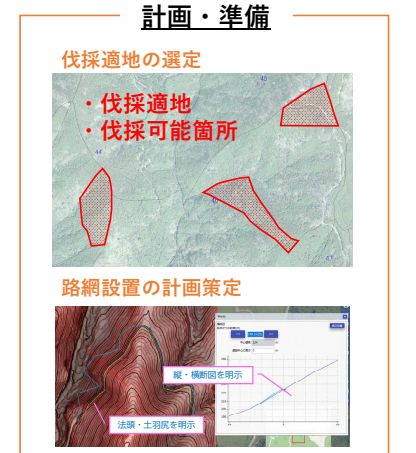 計画・準備
伐採適地の選定
・伐採適地
・伐採可能箇所
路網設置の計画策定
縦・横断図を明示
法頭・土羽尻を明示